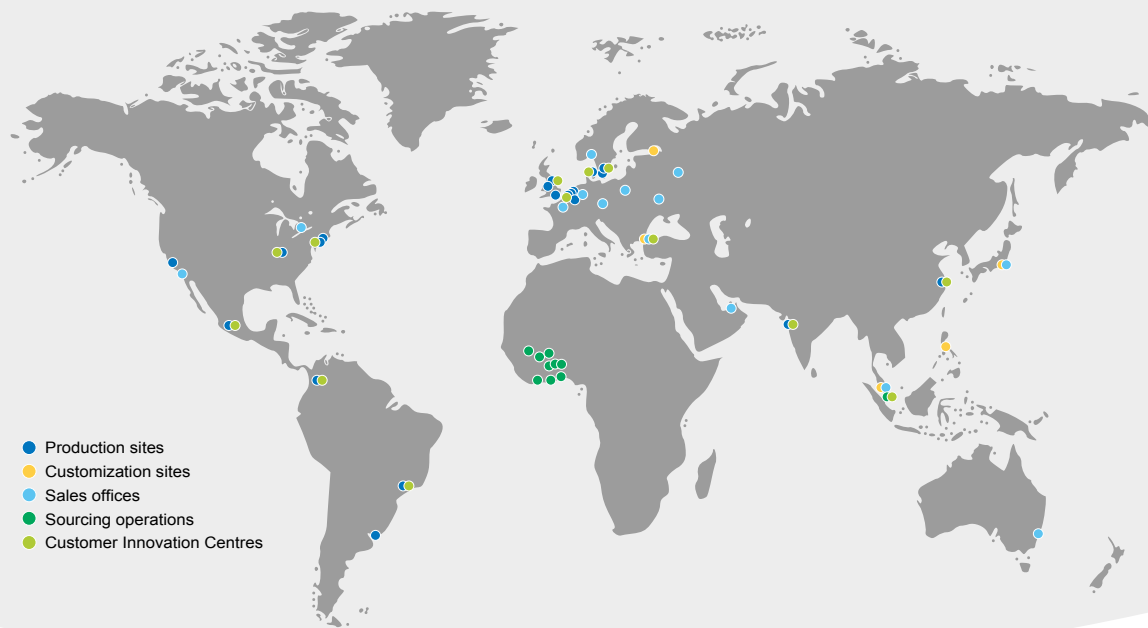 Production sites
Customization sites
Sales offices
Sourcing operations
Customer Innovation Centres